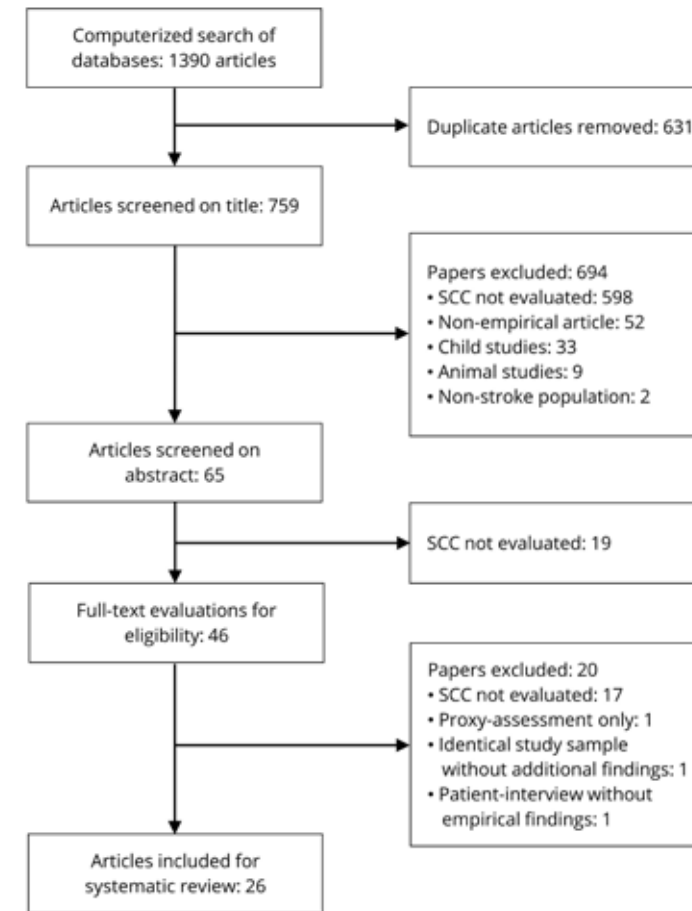 Computerized search of
databases: 1390 articles
Duplicate articles removed: 631
Articles screened on title: 759
Papers excluded: 694
• SCC not evaluated: 598
• Non-empirical article: 52
• Child studies: 33
• Animal studies: 9
• Non-stroke population: 2
Articles screened on
abstract: 65
SCC not evaluated: 19
Full-text evaluations for
eligibility: 46
Papers excluded: 20
• SCC not evaluated: 17
• Proxy-assessment only: 1
• Identical study sample
without additional findings: 1
• Patient-interview without
empirical findings: 1
Articles included for
systematic review: 26